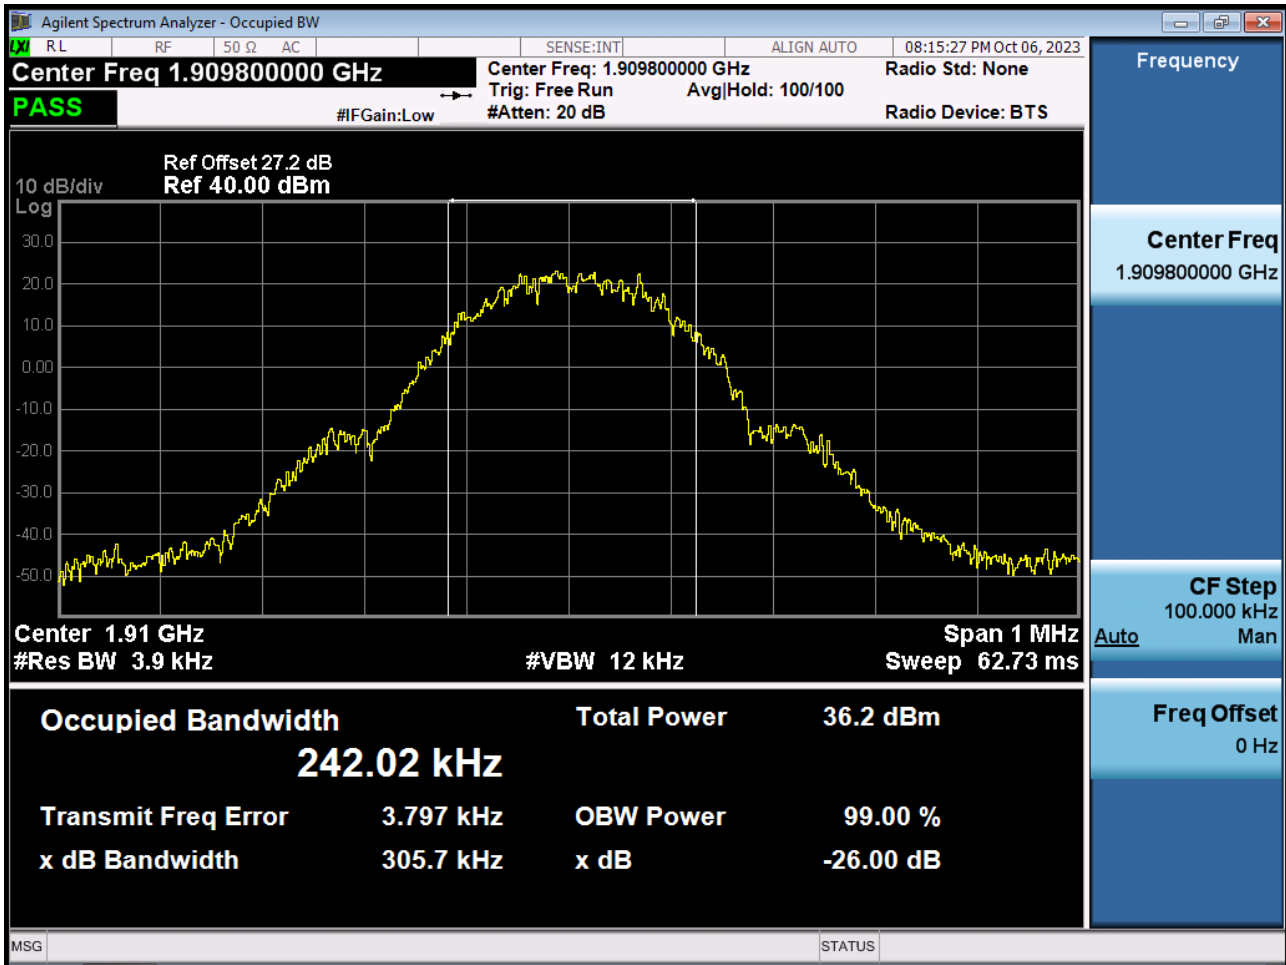 Agilent Spectrum Analyzer - Occupied BW
LXI RL RF 50 Ω AC SENSE:INT ALIGN AUTO 08:15:27 PM Oct 06, 2023
Center Freq 1.909800000 GHz
Center Freq: 1.909800000 GHz
Radio Std: None
Trig: Free Run Avg|Hold: 100/100
PASS
#IFGain:Low
#Atten: 20 dB
Radio Device: BTS
Ref Offset 27.2 dB
10 dB/div Ref 40.00 dBm
Log
30.0
20.0
10.0
0.00
-10.0
-20.0
-30.0
-40.0
-50.0
Center 1.91 GHz Span 1 MHz
#Res BW 3.9 kHz #VBW 12 kHz Sweep 62.73 ms
Occupied Bandwidth Total Power 36.2 dBm
242.02 kHz
Transmit Freq Error 3.797 kHz OBW Power 99.00 %
x dB Bandwidth 305.7 kHz x dB -26.00 dB
MSG STATUS
Frequency
Center Freq
1.909800000 GHz
CF Step
100.000 kHz
Auto Man
Freq Offset
0 Hz